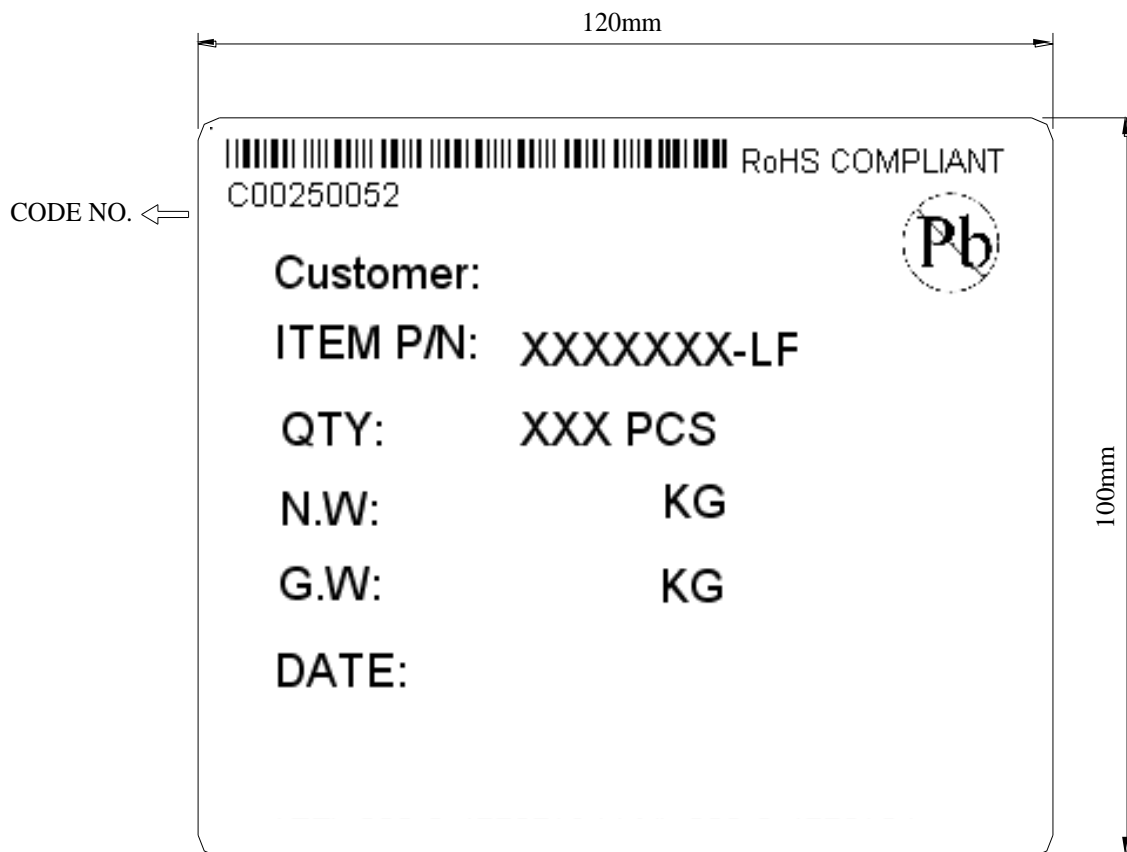 120mm
RoHS COMPLIANT
C00250052
CODE NO.
Pb
Customer:
ITEM P/N: XXXXXXX-LF
QTY: XXX PCS
N.W: KG
G.W: KG
DATE:
100mm